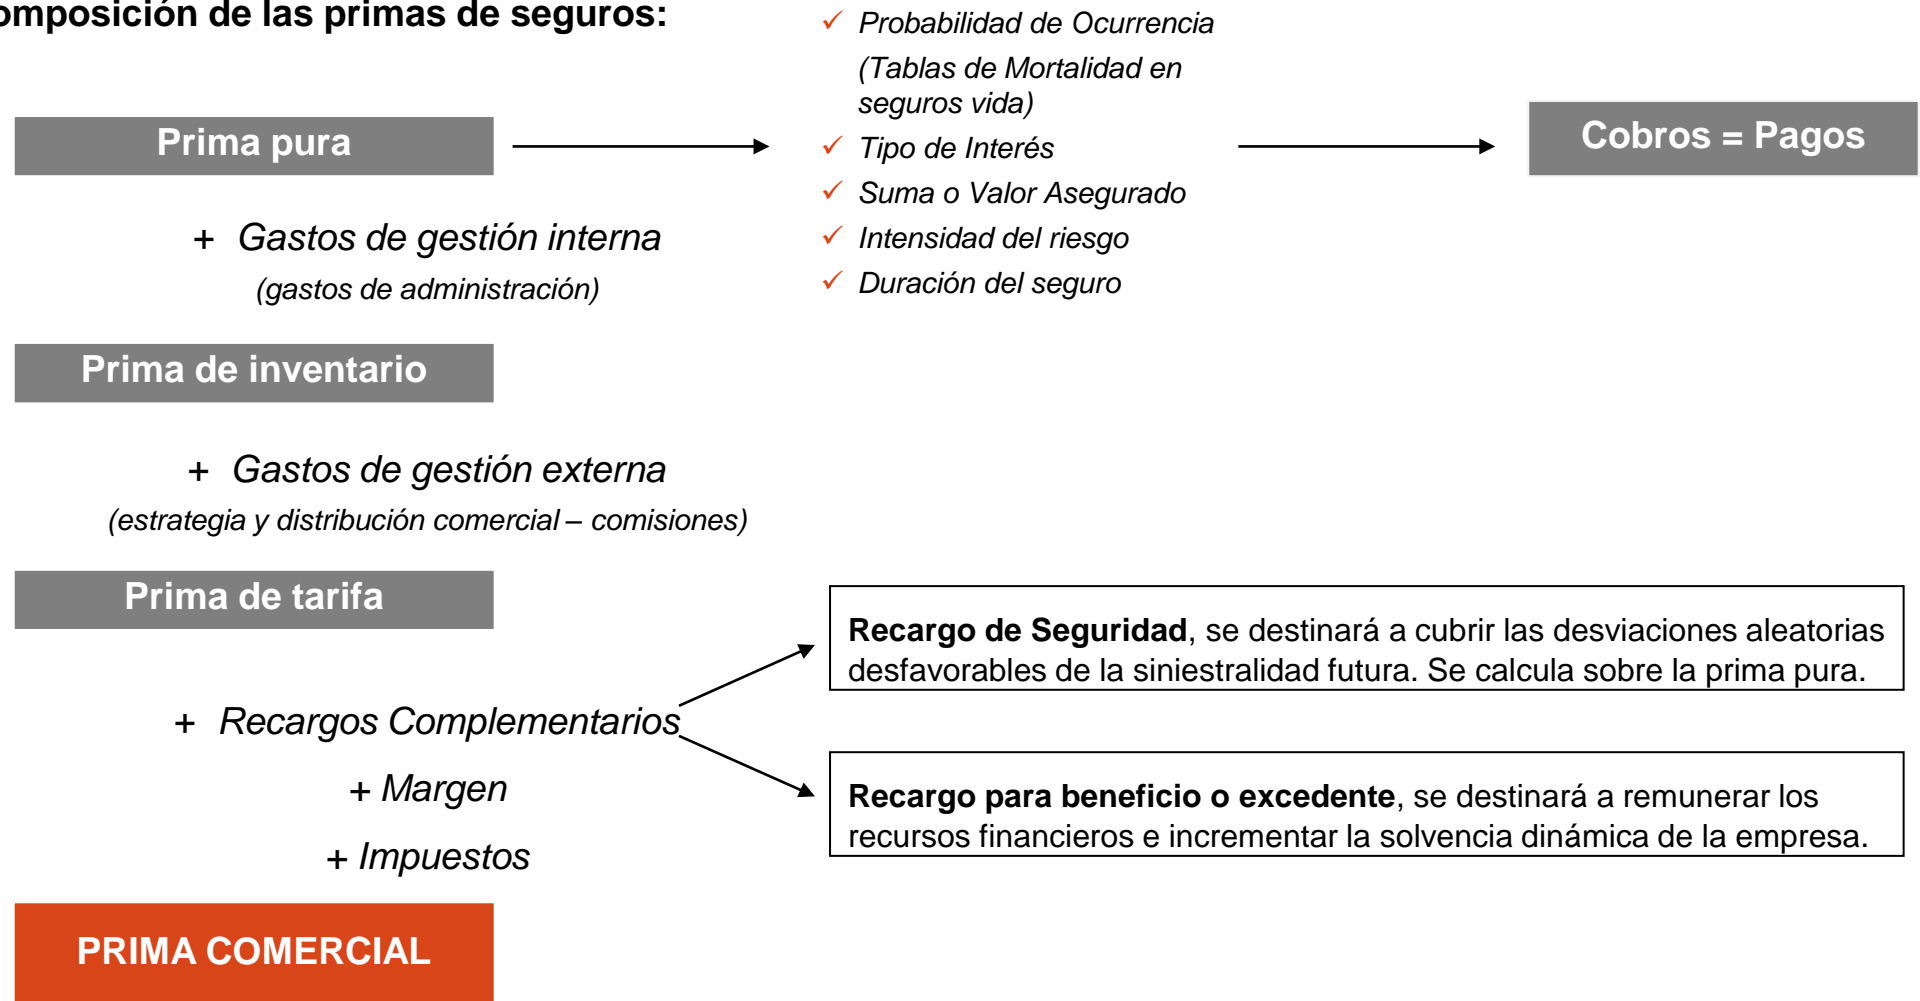 omposición de las primas de seguros:
✓ Probabilidad de Ocurrencia
(Tablas de Mortalidad en
seguros vida)
✓ Tipo de Interés
✓ Suma o Valor Asegurado
✓ Intensidad del riesgo
✓ Duración del seguro
Prima pura
Cobros = Pagos
+ Gastos de gestión interna
(gastos de administración)
Prima de inventario
+ Gastos de gestión externa
(estrategia y distribución comercial – comisiones)
Prima de tarifa
+ Recargos Complementarios
+ Margen
+ Impuestos
Recargo de Seguridad, se destinará a cubrir las desviaciones aleatorias
desfavorables de la siniestralidad futura. Se calcula sobre la prima pura.
Recargo para beneficio o excedente, se destinará a remunerar los
recursos financieros e incrementar la solvencia dinámica de la empresa.
PRIMA COMERCIAL